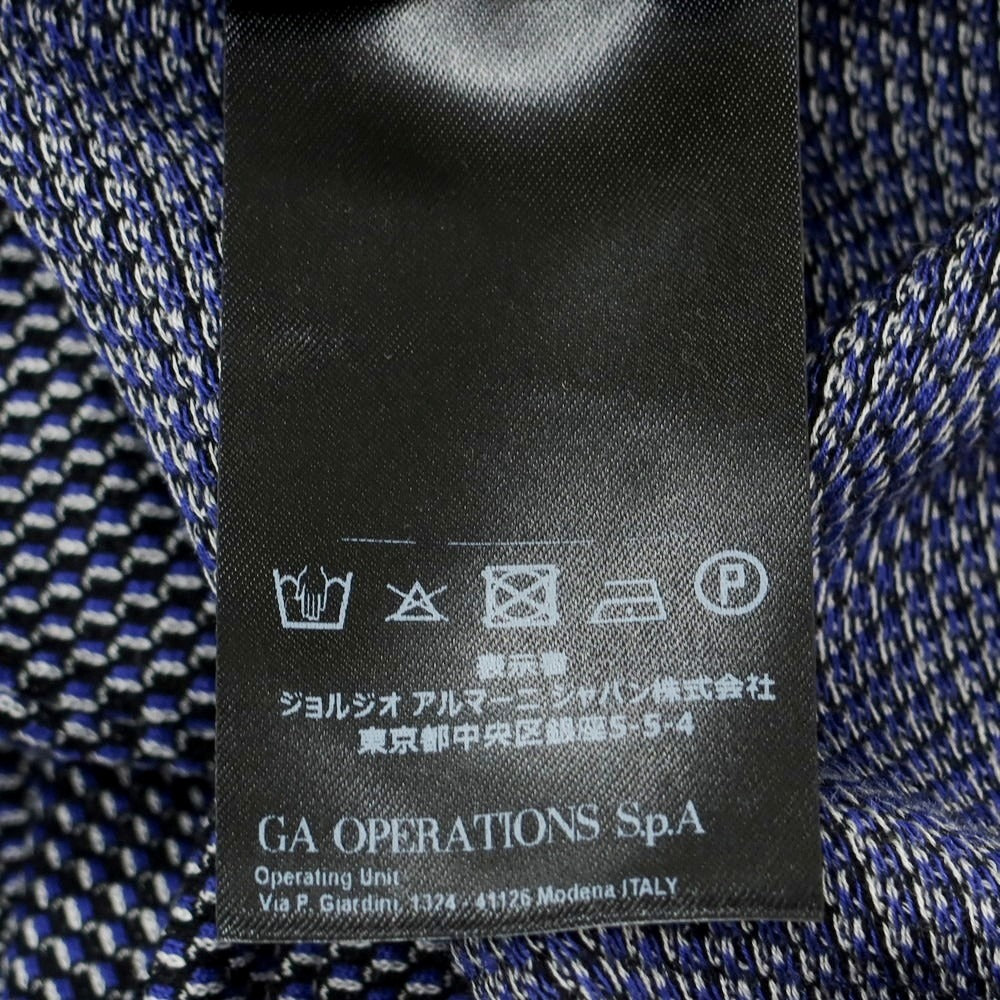 P
表示者
ジョルジオ アルマーニ ジャパン株式会社
東京都中央区銀座5-5-4
GA OPERATIONS S.p.A
Operating Unit
Via P. Giardini, 1324 - 41126 Modena ITALY